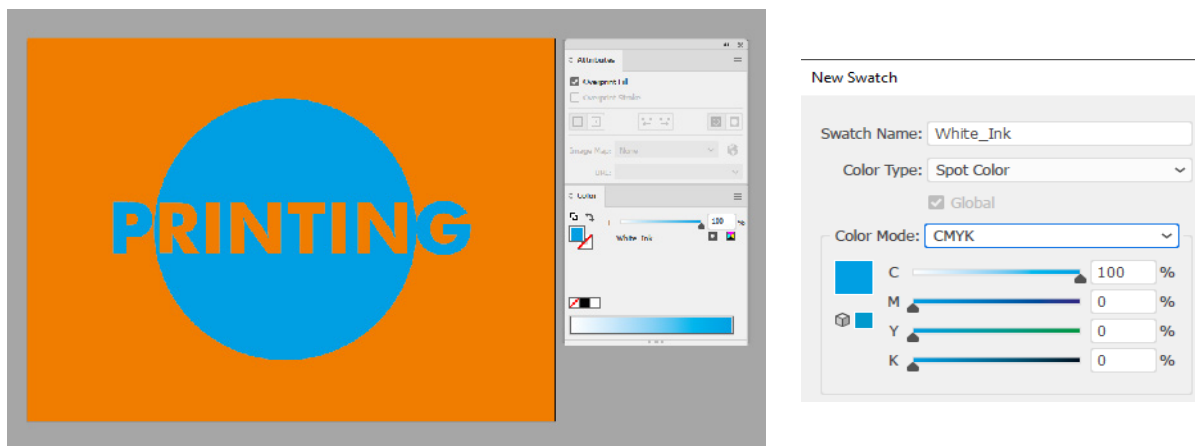 PRINTING
Attributes
Overprint Fill
Overprint Stroke
Image Map: None
URL:
Color
T 100 %
White_Ink
New Swatch
Swatch Name: White_Ink
Color Type: Spot Color
Global
Color Mode: CMYK
C 100 %
M 0 %
Y 0 %
K 0 %